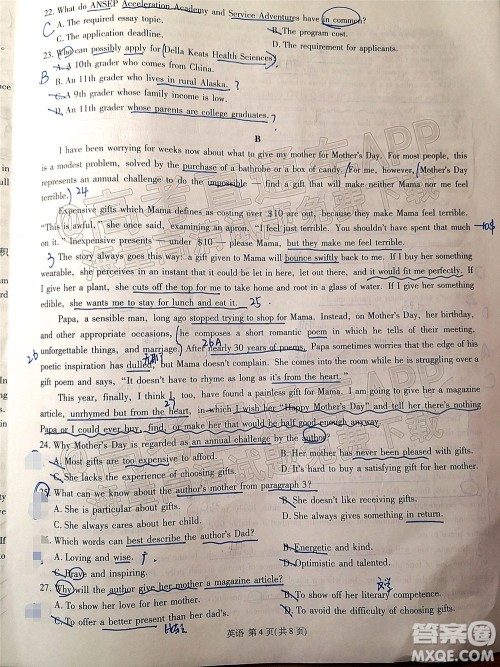 22. What do ANSEP Acceleration Academy and Service Adventures have in common?
C A. The required essay topic. B. The program cost.
C. The application deadline. D. The requirement for applicants.
23. Who can possibly apply for Della Keats Health Sciences?
A. A 10th grader who comes from China.
B B. An 11th grader who lives in rural Alaska. ?
C. A 9th grader whose family income is low.
D. An 11th grader whose parents are college graduates. ?
B
I have been worrying for weeks now about what to give my mother for Mother's Day. For most people, this
is a modest problem, solved by the purchase of a bathrobe or a box of candy. For me, however, Mother's Day
represents an annual challenge to do the impossible — find a gift that will make neither Mama nor me feel
terrible. 24
Expensive gifts which Mama defines as costing over $10 are out, because they make Mama feel terrible.
"This is awful," she once said, examining an apron. "I feel just terrible. You shouldn't have spent that much
on it." Inexpensive presents — under $10 — please Mama, but they make me terrible.
3 The story always goes this way: a gift given to Mama will bounce swiftly back to me. If I buy her something
wearable, she perceives in an instant that it could be taken in here, let out there, and it would fit me perfectly. If
I give her a plant, she cuts off the top for me to take home and root in a glass of water. If I give her something
edible, she wants me to stay for lunch and eat it. 25
Papa, a sensible man, long ago stopped trying to shop for Mama. Instead, on Mother's Day, her birthday,
and other appropriate occasions, he composes a short romantic poem in which he tells of their meeting,
26 unforgettable things, and marriage. After nearly 30 years of poems, Papa sometimes worries that the edge of his
26A
poetic inspiration has dulled, but Mama doesn't complain. She comes into the room while he is struggling over
a gift poem and says, "It doesn't have to rhyme as long as it's from the heart."
This year, finally, I think I, too, have found a painless gift for Mama. I am going to give her a magazine
27
article, unrhymed but from the heart, in which I wish her "Happy Mother's Day" and tell her there's nothing
Papa or I could ever buy, find, or make her that would be half good enough anyway.
24. Why Mother's Day is regarded as an annual challenge by the author?
A. Most gifts are too expensive to afford. B. Her mother has never been pleased with gifts.
C. She lacks the experience of choosing gifts. D. It's hard to buy a satisfying gift for her mother.
25. What can we know about the author's mother from paragraph 3?
A. She is particular about gifts. B. She doesn't like receiving gifts.
C. She always cares about her child. D. She always gives something in return.
Which words can best describe the author's Dad?
A. Loving and wise. B. Energetic and kind.
C. Brave and inspiring. D. Optimistic and talented.
27. Why will the author give her mother a magazine article?
A. To show her love for her mother. B. To show off her literary competence.
C. To offer a better present than her dad's. D. To avoid the difficulty of choosing gifts.
英语 第4页(共8页)
答案圈
MXQE.COM